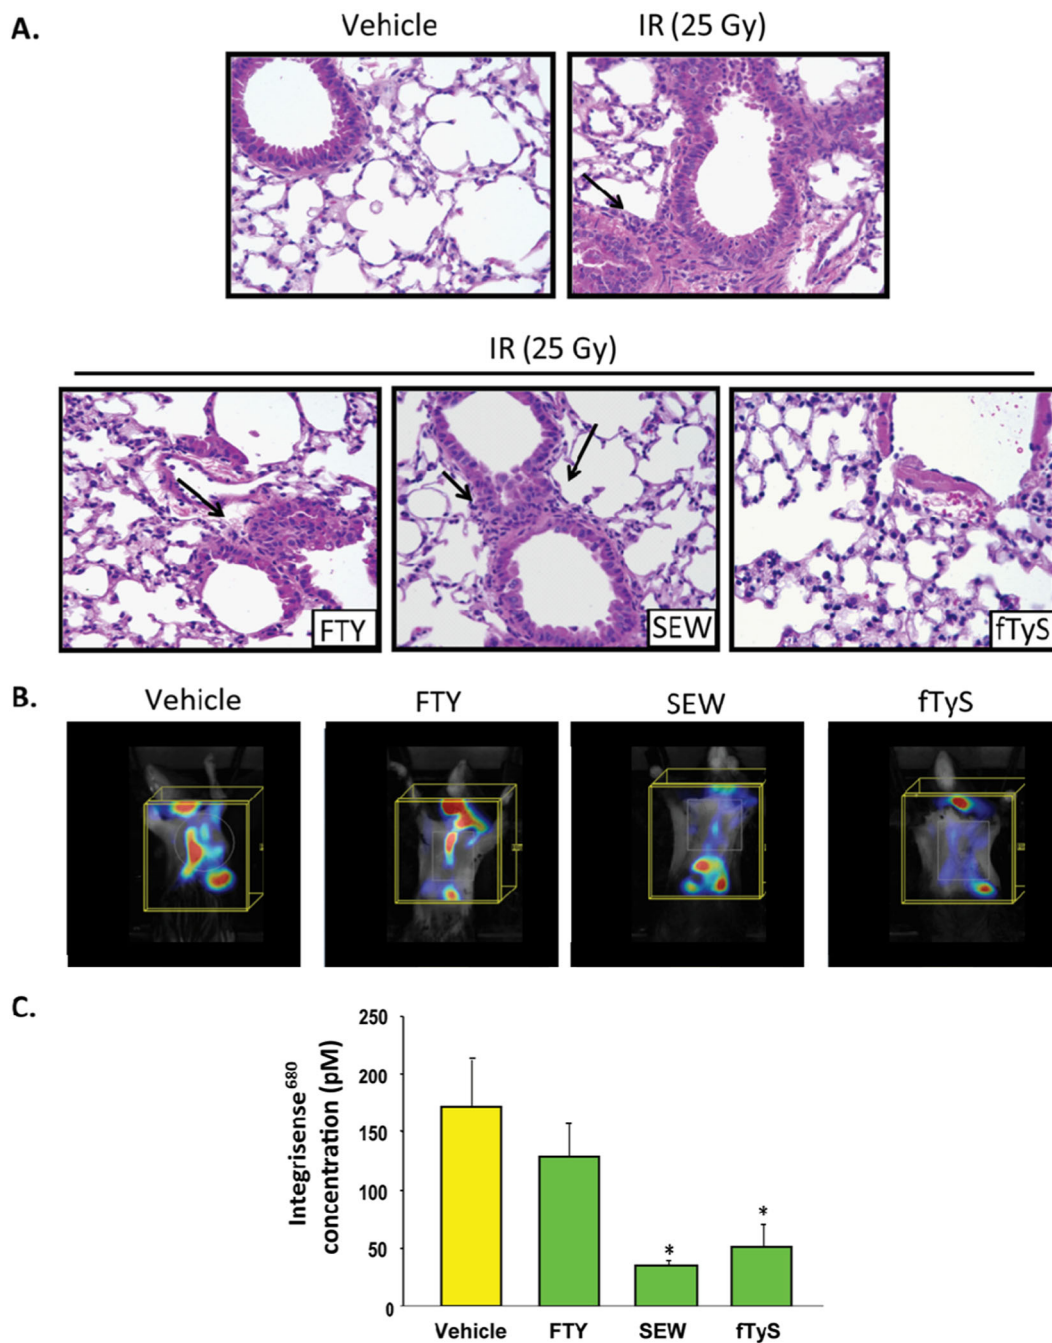 A.
Vehicle IR (25 Gy)
IR (25 Gy)
FTY SEW fTyS
B.
Vehicle FTY SEW fTyS
C.
Integrisense680
concentration (pM)
250
200
150
100
50
0
* *
Vehicle FTY SEW fTyS